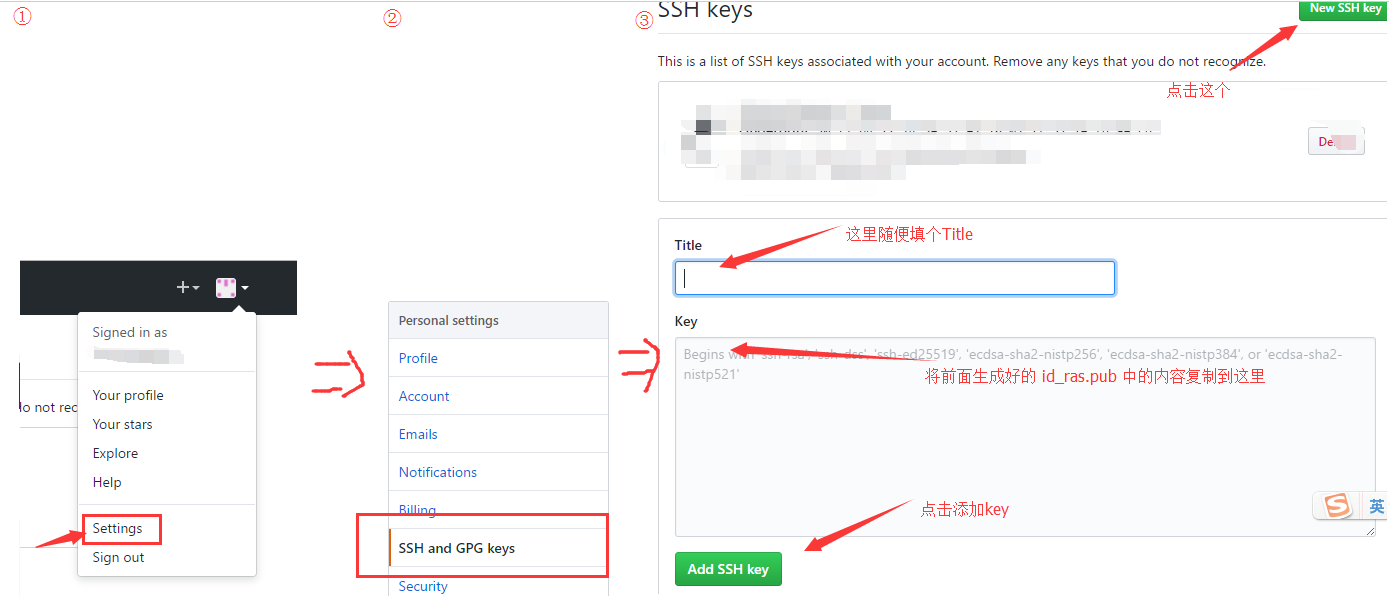 ①
Signed in as
Your profile
Your stars
Explore
Help
Settings
Sign out
lo not rec
②
Personal settings
Profile
Account
Emails
Notifications
Billing
SSH and GPG keys
Security
③
SSH keys
New SSH key
This is a list of SSH keys associated with your account. Remove any keys that you do not recognize.
点击这个
De
Title
这里随便填个Title
Key
Begins with 'ssh-rsa', 'ssh-dss', 'ssh-ed25519', 'ecdsa-sha2-nistp256', 'ecdsa-sha2-nistp384', or 'ecdsa-sha2-
nistp521'
将前面生成好的 id_ras.pub 中的内容复制到这里
点击添加key
Add SSH key
英